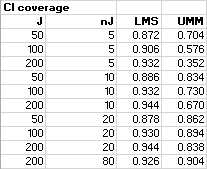 CI coverage
J nJ LMS UMM
50 5 0.872 0.704
100 5 0.906 0.576
200 5 0.932 0.352
50 10 0.886 0.834
100 10 0.932 0.730
200 10 0.944 0.670
50 20 0.878 0.862
100 20 0.930 0.894
200 20 0.944 0.838
200 80 0.926 0.904